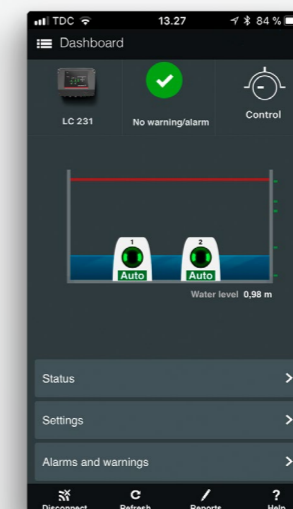 TDC 13.27 84 %
Dashboard
LC 231
No warning/alarm
Control
1 2
Auto Auto
Water level 0,98 m
Status
Settings
Alarms and warnings
Disconnect Refresh Reports Help